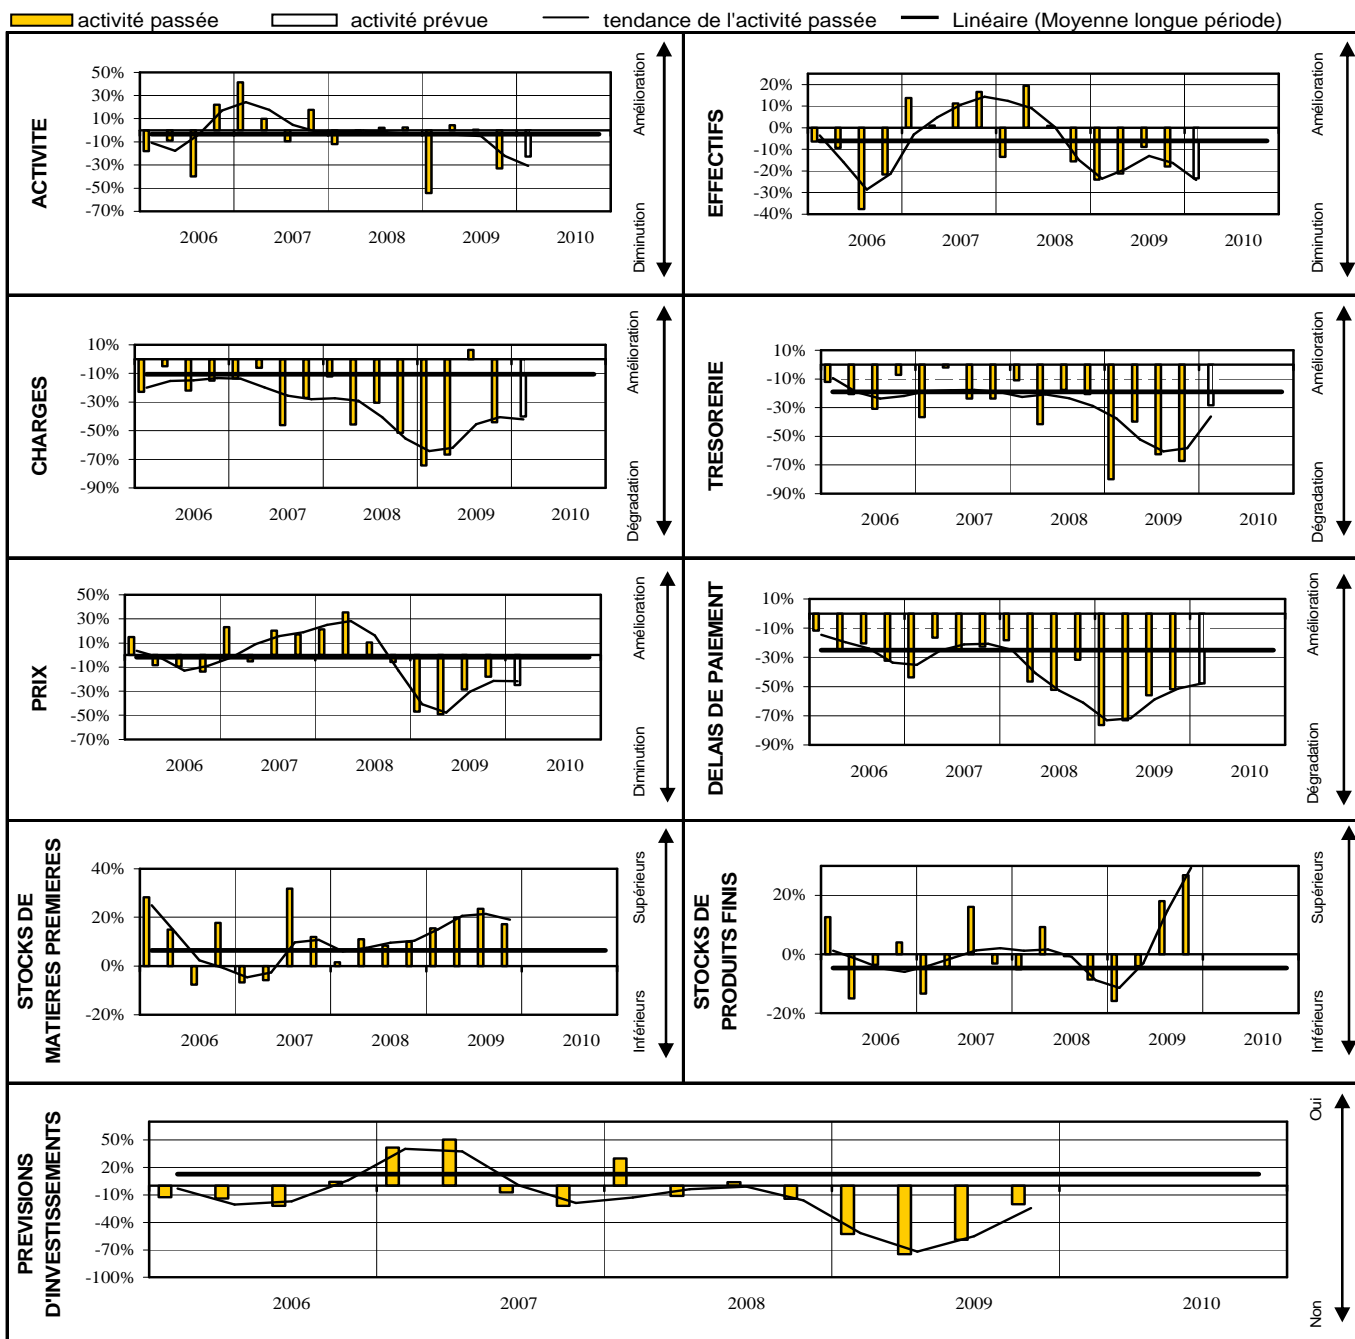 activité passée activité prévue tendance de l'activité passée Linéaire (Moyenne longue période)
ACTIVITE
50%
30%
10%
-10%
-30%
-50%
-70%
2006 2007 2008 2009 2010
Amélioration
Diminution
EFFECTIFS
20%
10%
0%
-10%
-20%
-30%
-40%
2006 2007 2008 2009 2010
Amélioration
Diminution
CHARGES
10%
-10%
-30%
-50%
-70%
-90%
2006 2007 2008 2009 2010
Amélioration
Dégradation
TRESORERIE
10%
-10%
-30%
-50%
-70%
-90%
2006 2007 2008 2009 2010
Amélioration
Dégradation
PRIX
50%
30%
10%
-10%
-30%
-50%
-70%
2006 2007 2008 2009 2010
Amélioration
Diminution
DELAIS DE PAIEMENT
10%
-10%
-30%
-50%
-70%
-90%
2006 2007 2008 2009 2010
Amélioration
Dégradation
STOCKS DE
MATIERES PREMIERES
40%
20%
0%
-20%
2006 2007 2008 2009 2010
Supérieurs
Inférieurs
STOCKS DE
PRODUITS FINIS
20%
0%
-20%
2006 2007 2008 2009 2010
Supérieurs
Inférieurs
PREVISIONS
D'INVESTISSEMENTS
50%
20%
-10%
-40%
-70%
-100%
2006 2007 2008 2009 2010
Oui
Non